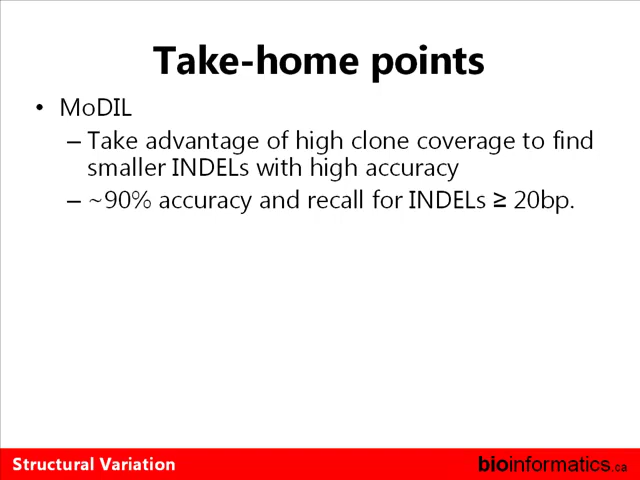 Take-home points
• MoDIL
– Take advantage of high clone coverage to find
smaller INDELs with high accuracy
– ~90% accuracy and recall for INDELs ≥ 20bp.
Structural Variation
bioinformatics.ca